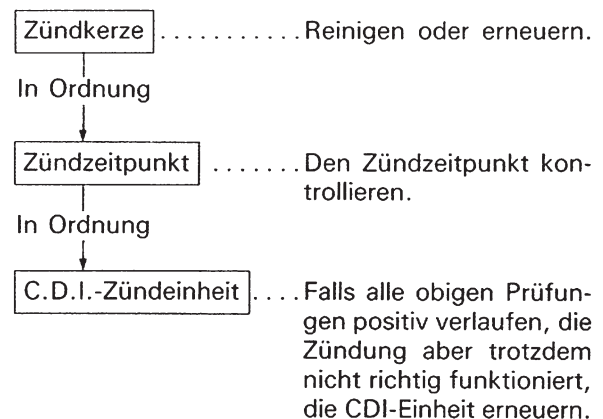 Zündkerze ........... Reinigen oder erneuern.
In Ordnung
Zündzeitpunkt ....... Den Zündzeitpunkt kon-
trollieren.
In Ordnung
C.D.I.-Zündeinheit .... Falls alle obigen Prüfun-
gen positiv verlaufen, die
Zündung aber trotzdem
nicht richtig funktioniert,
die CDI-Einheit erneuern.